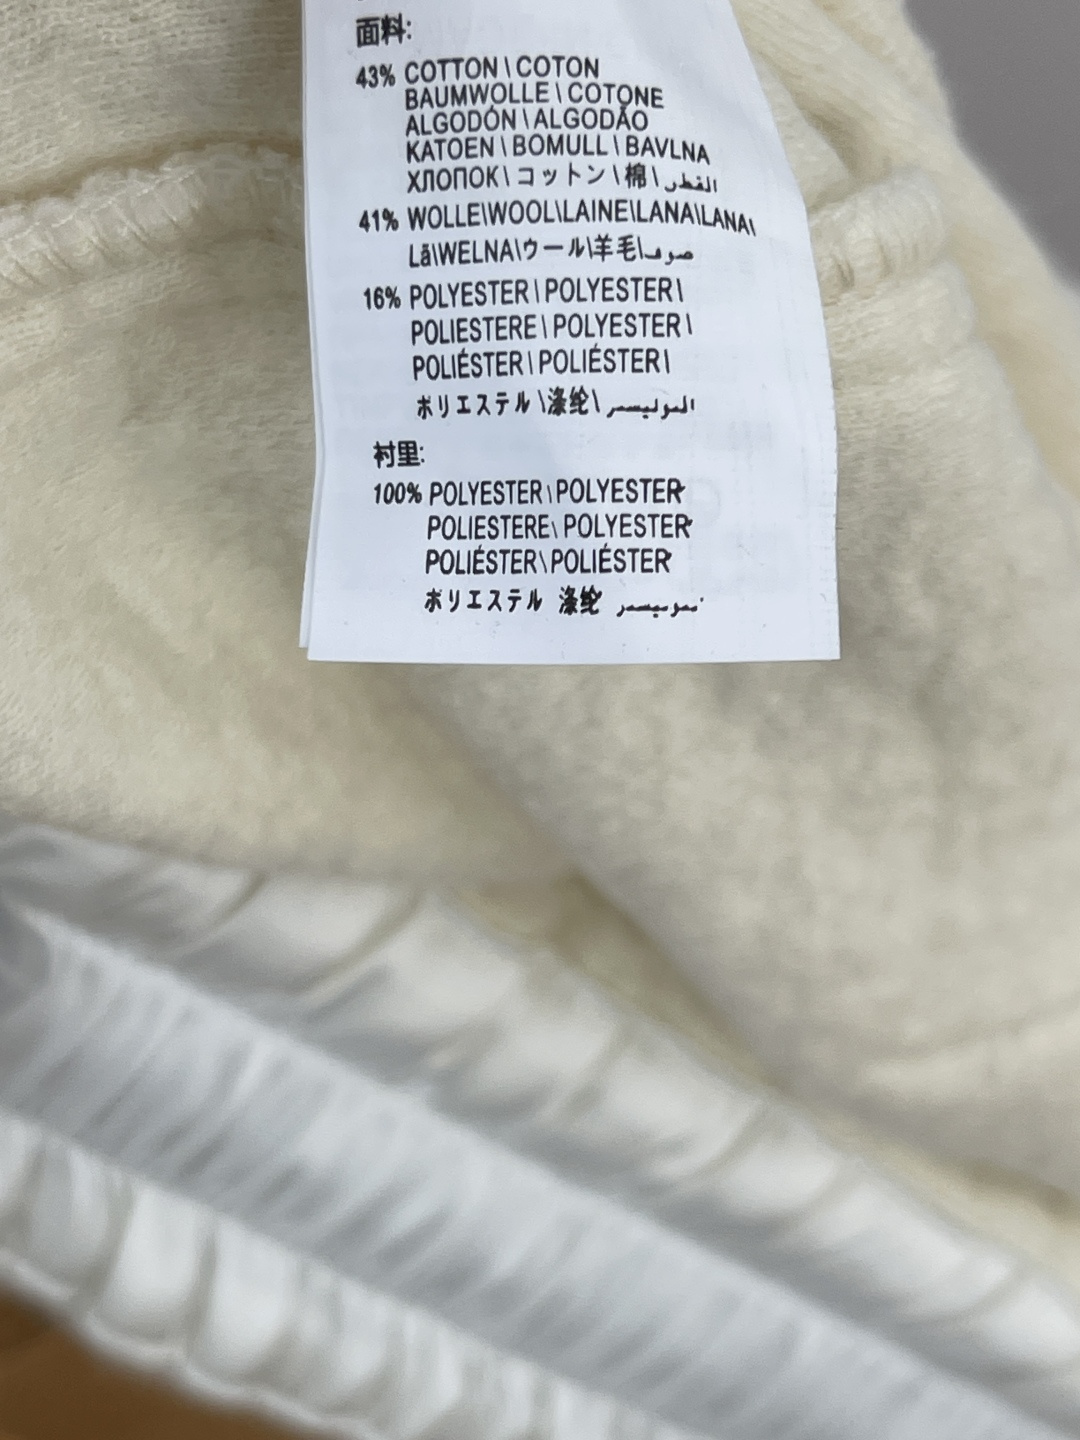 面料:
43% COTTON \ COTON
BAUMWOLLE \ COTONE
ALGODÓN \ ALGODÃO
KATOEN \ BOMULL \ BAVLNA
ХЛОПОК \ コットン \ 棉 \ القطن
41% WOLLE\WOOL\LAINE\LANA\LANA\
Lã\WELNA\ウール\羊毛\صوف
16% POLYESTER \ POLYESTER \
POLIESTERE \ POLYESTER \
POLIÉSTER \ POLIÉSTER \
ポリエステル \涤纶\
衬里:
100% POLYESTER \ POLYESTER
POLIESTERE\ POLYESTER
POLIÉSTER\ POLIÉSTER
ポリエステル 涤纶